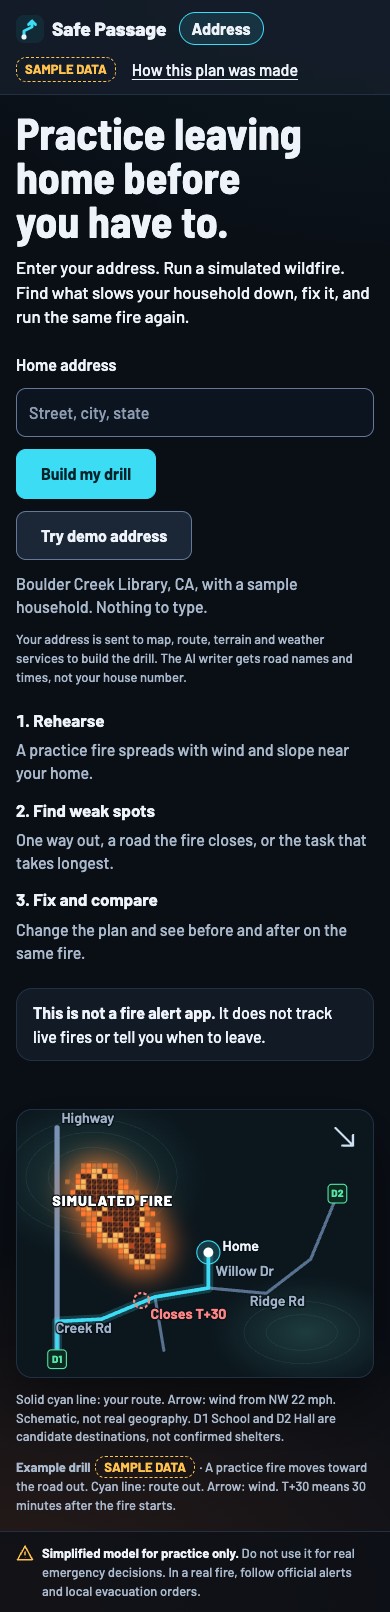 Safe Passage
Address
SAMPLE DATA
How this plan was made
Practice leaving
home before
you have to.
Enter your address. Run a simulated wildfire.
Find what slows your household down, fix it, and
run the same fire again.
Home address
Street, city, state
Build my drill
Try demo address
Boulder Creek Library, CA, with a sample
household. Nothing to type.
Your address is sent to map, route, terrain and weather
services to build the drill. The AI writer gets road names and
times, not your house number.
1. Rehearse
A practice fire spreads with wind and slope near
your home.
2. Find weak spots
One way out, a road the fire closes, or the task that
takes longest.
3. Fix and compare
Change the plan and see before and after on the
same fire.
This is not a fire alert app. It does not track
live fires or tell you when to leave.
Highway
SIMULATED FIRE
D2
Home
Willow Dr
Ridge Rd
Closes T+30
Creek Rd
D1
Solid cyan line: your route. Arrow: wind from NW 22 mph.
Schematic, not real geography. D1 School and D2 Hall are
candidate destinations, not confirmed shelters.
Example drill SAMPLE DATA · A practice fire moves toward
the road out. Cyan line: route out. Arrow: wind. T+30 means 30
minutes after the fire starts.
Simplified model for practice only. Do not use it for real
emergency decisions. In a real fire, follow official alerts
and local evacuation orders.